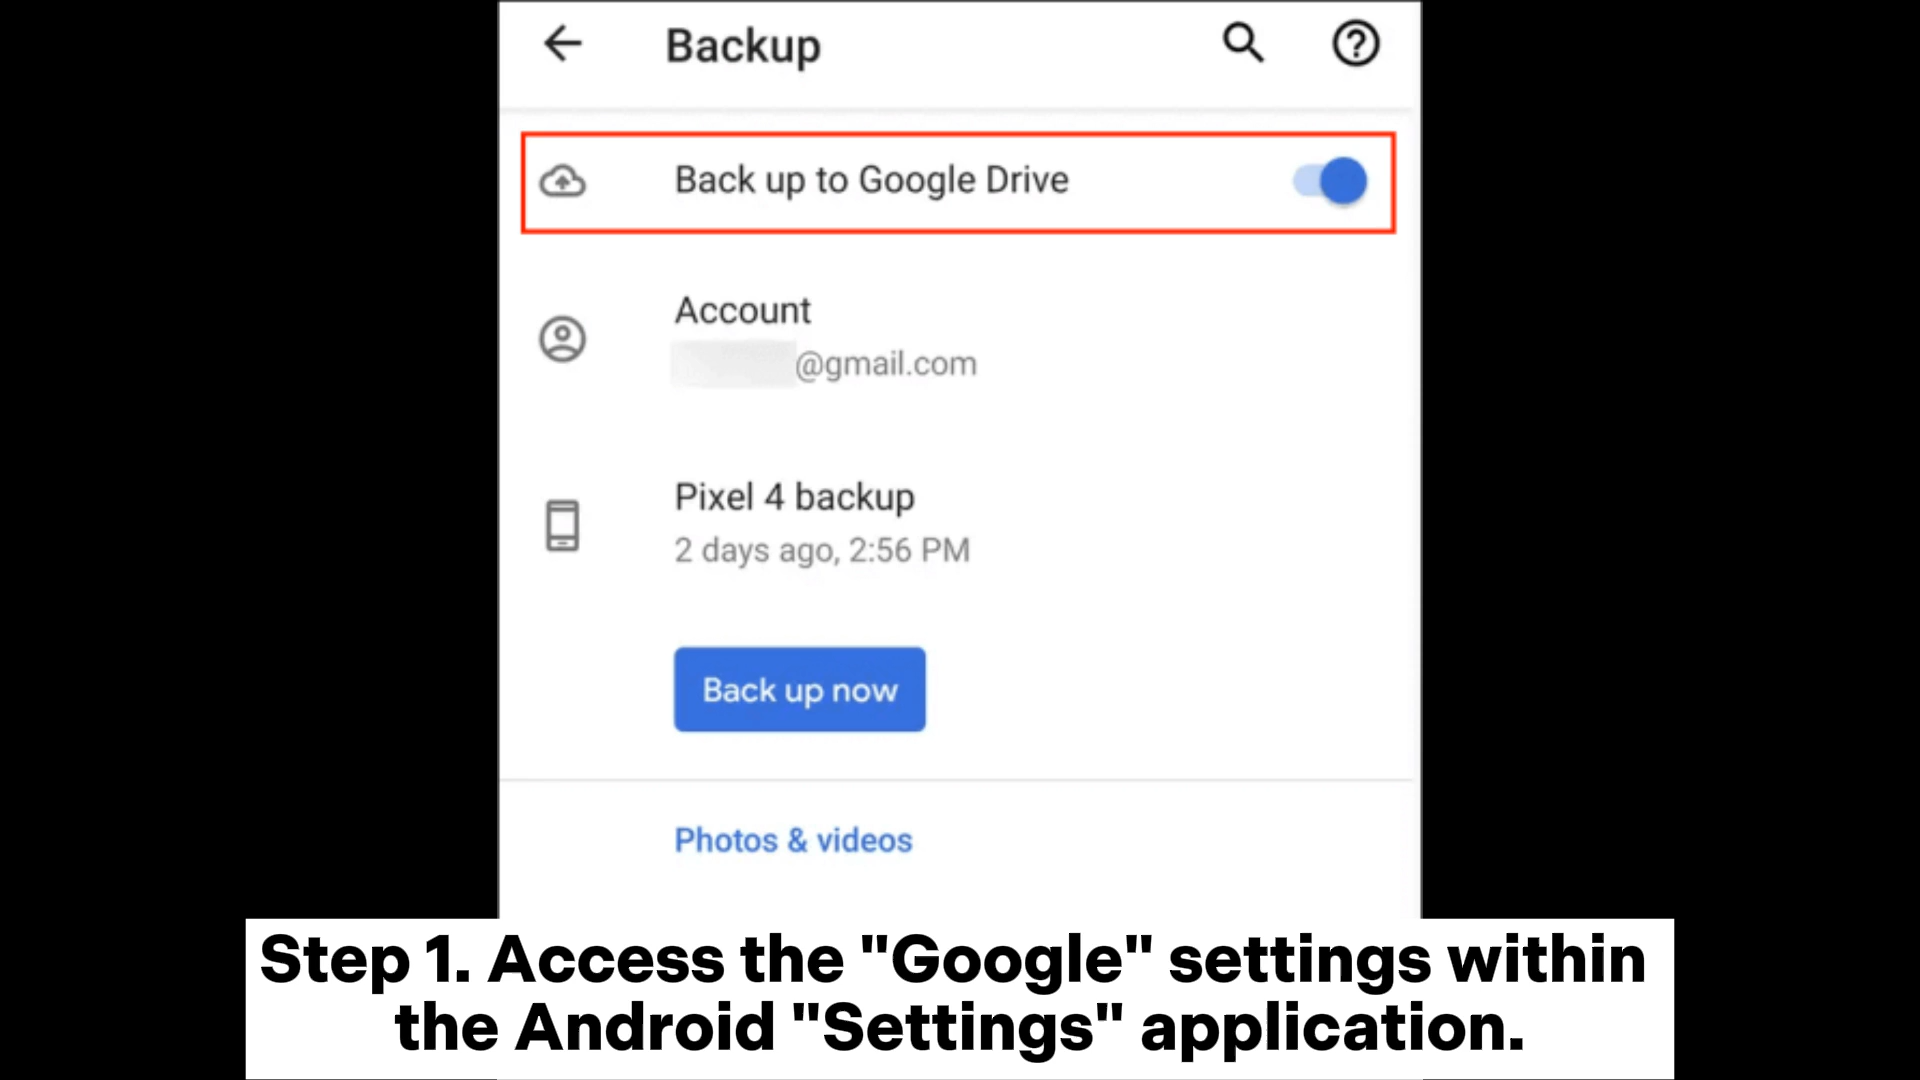 Backup
Back up to Google Drive
Account
@gmail.com
Pixel 4 backup
2 days ago, 2:56 PM
Back up now
Photos & videos
Step 1. Access the "Google" settings within
the Android "Settings" application.